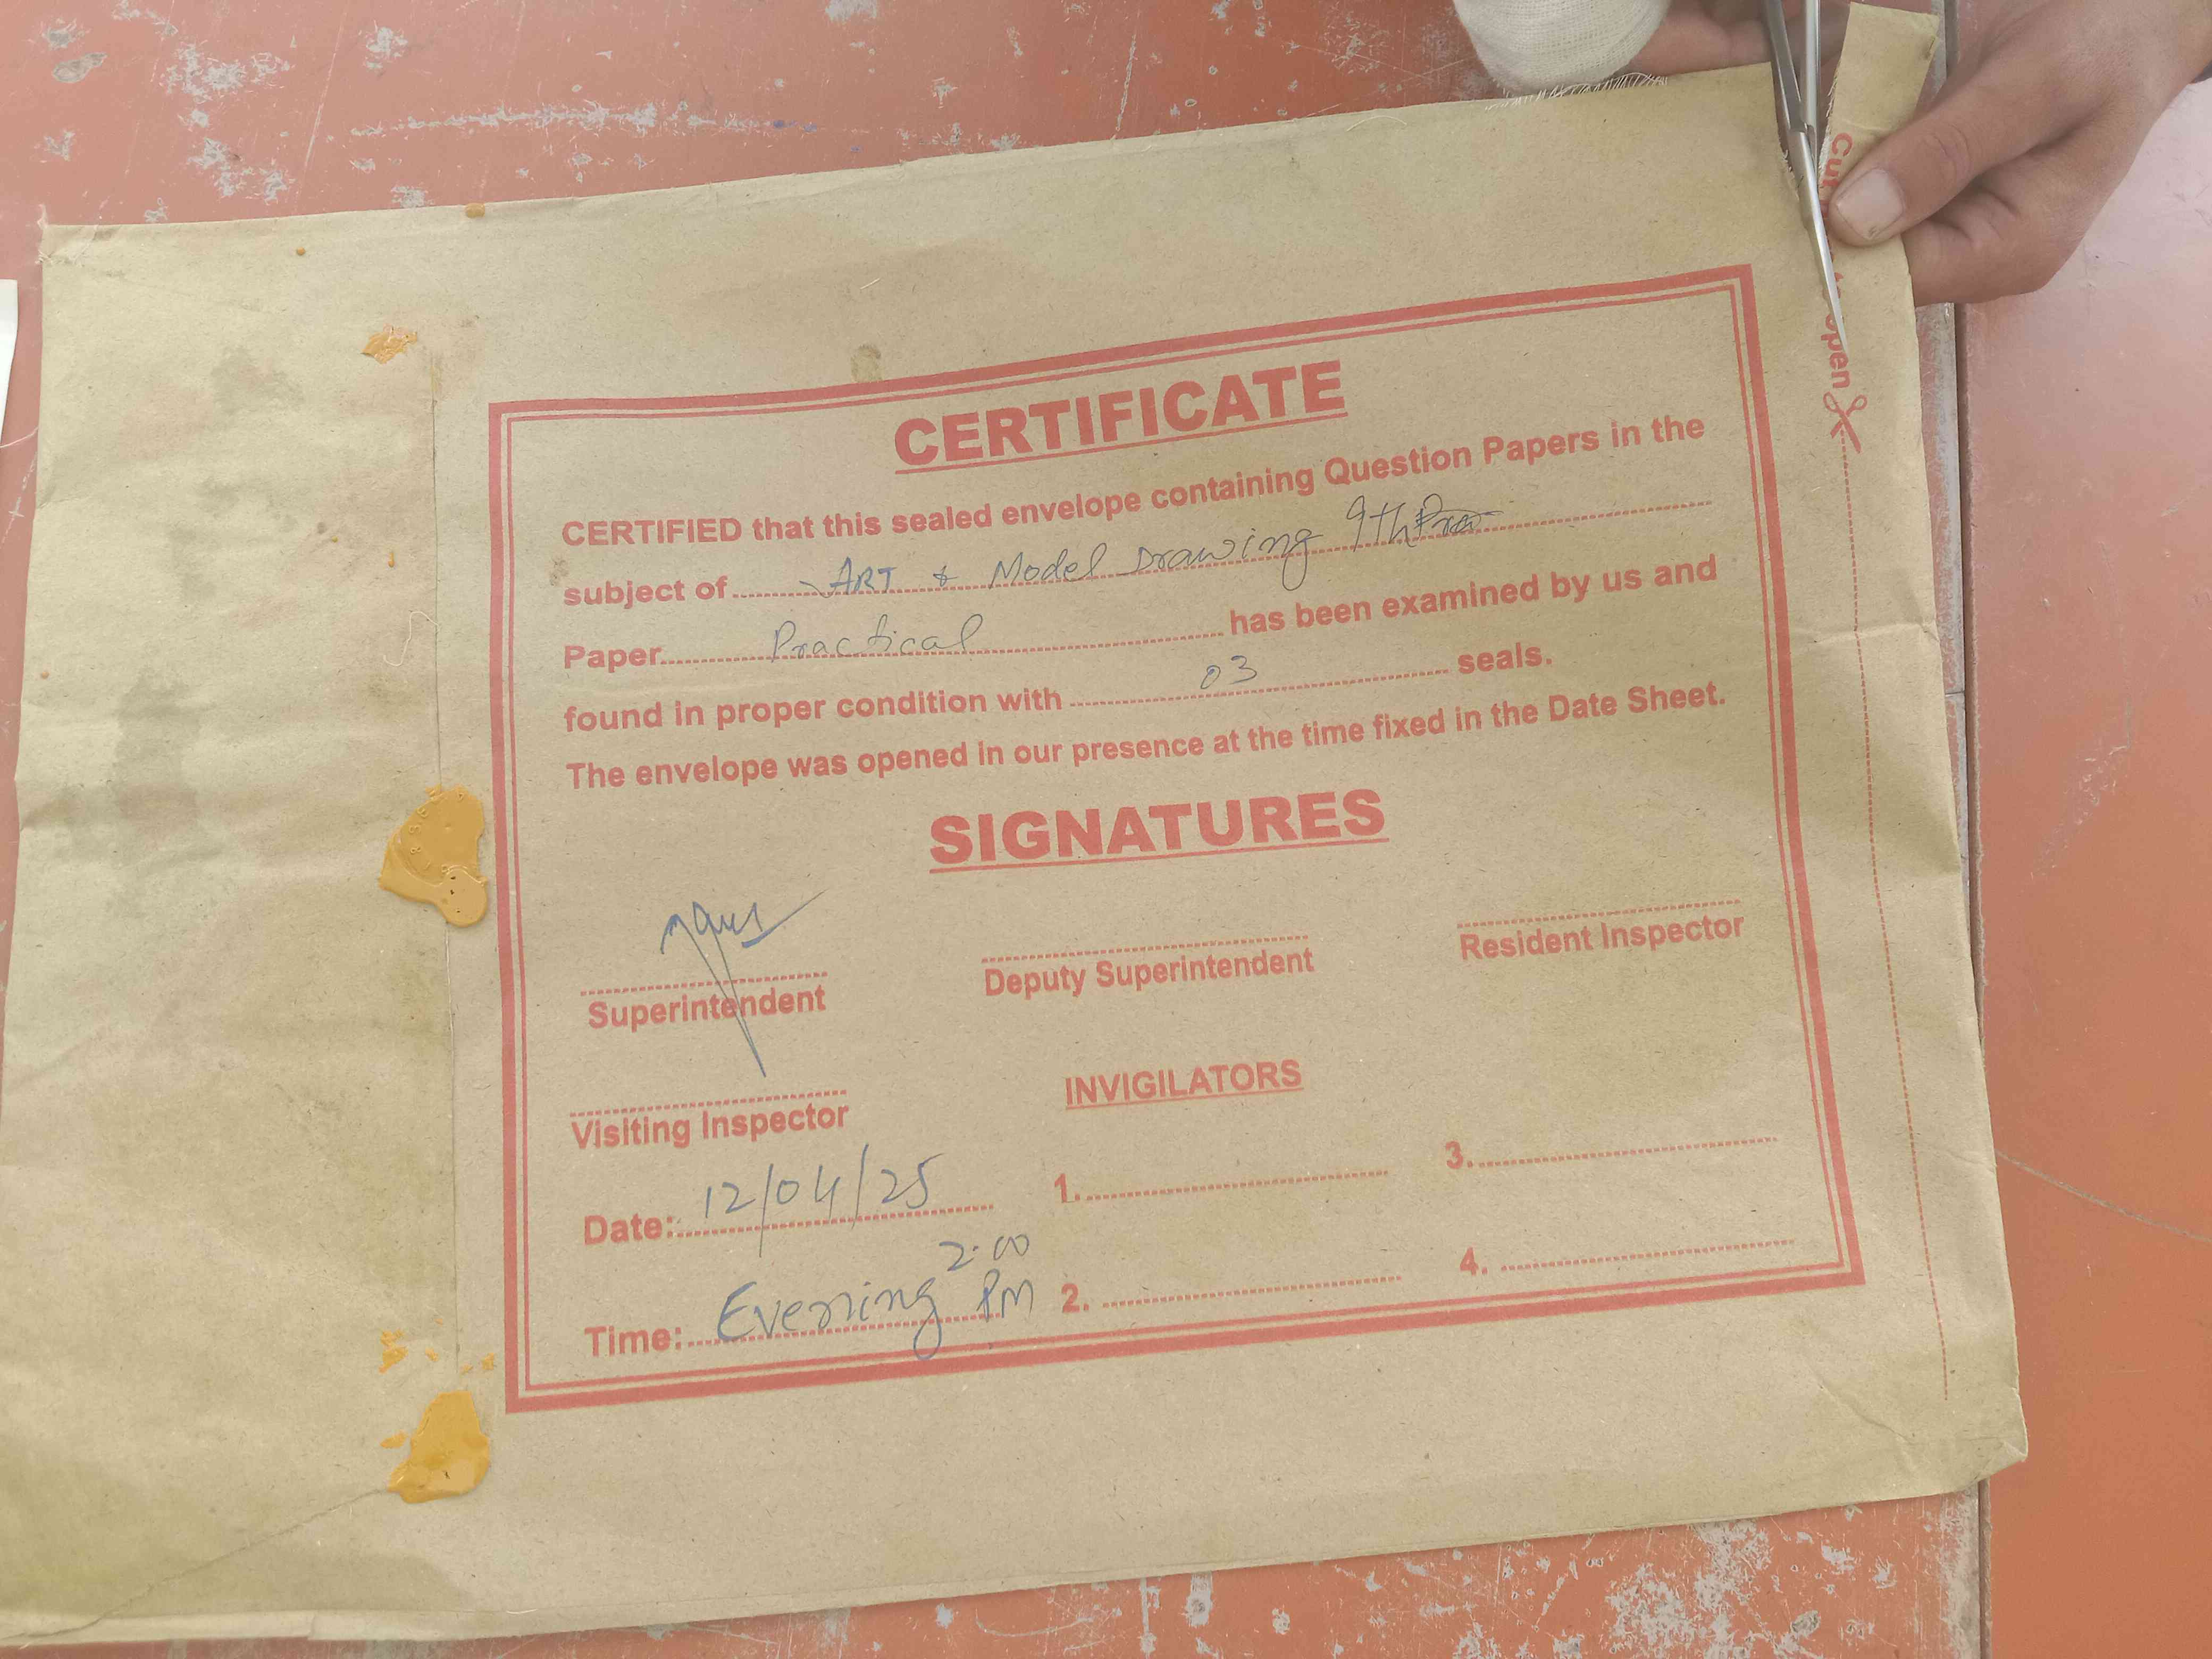 Cut open
CERTIFICATE
CERTIFIED that this sealed envelope containing Question Papers in the
subject of ART & Model Drawing 9th
Paper Practical has been examined by us and
found in proper condition with 03 seals.
The envelope was opened in our presence at the time fixed in the Date Sheet.
SIGNATURES
Superintendent
Deputy Superintendent
Resident Inspector
Visiting Inspector
INVIGILATORS
Date: 12/04/25
1.
3.
Time: Evening 2:00 PM
2.
4.